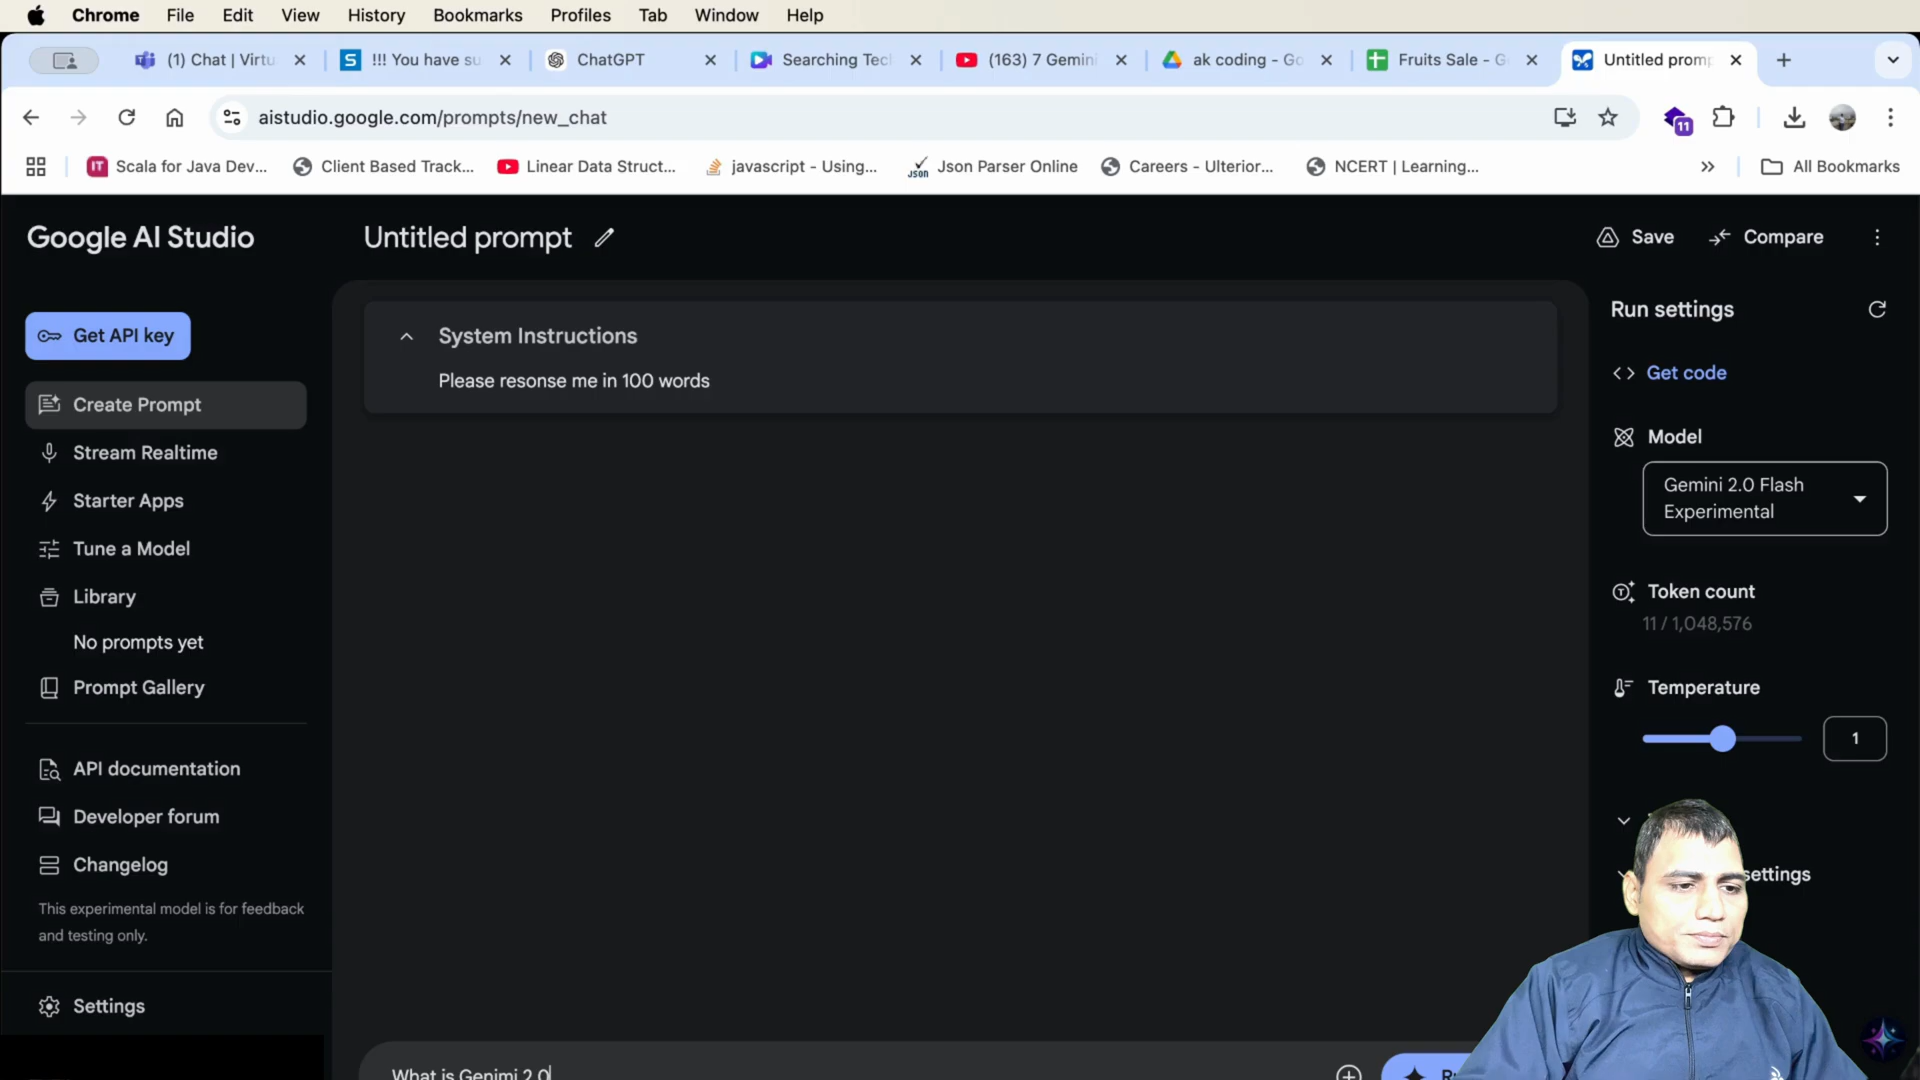 Chrome File Edit View History Bookmarks Profiles Tab Window Help
(1) Chat | Virtu !!! You have su ChatGPT Searching Tec (163) 7 Gemini ak coding - Go Fruits Sale - G Untitled promp
aistudio.google.com/prompts/new_chat 11
Scala for Java Dev... Client Based Track... Linear Data Struct... javascript - Using... JSON Json Parser Online Careers - Ulterior... NCERT | Learning... All Bookmarks
Google AI Studio
Untitled prompt
Save Compare
Get API key
Create Prompt
Stream Realtime
Starter Apps
Tune a Model
Library
No prompts yet
Prompt Gallery
API documentation
Developer forum
Changelog
This experimental model is for feedback
and testing only.
Settings
System Instructions
Please resonse me in 100 words
What is Genimi 2.0
Run settings
Get code
Model
Gemini 2.0 Flash
Experimental
Token count
11 / 1,048,576
Temperature
1
settings